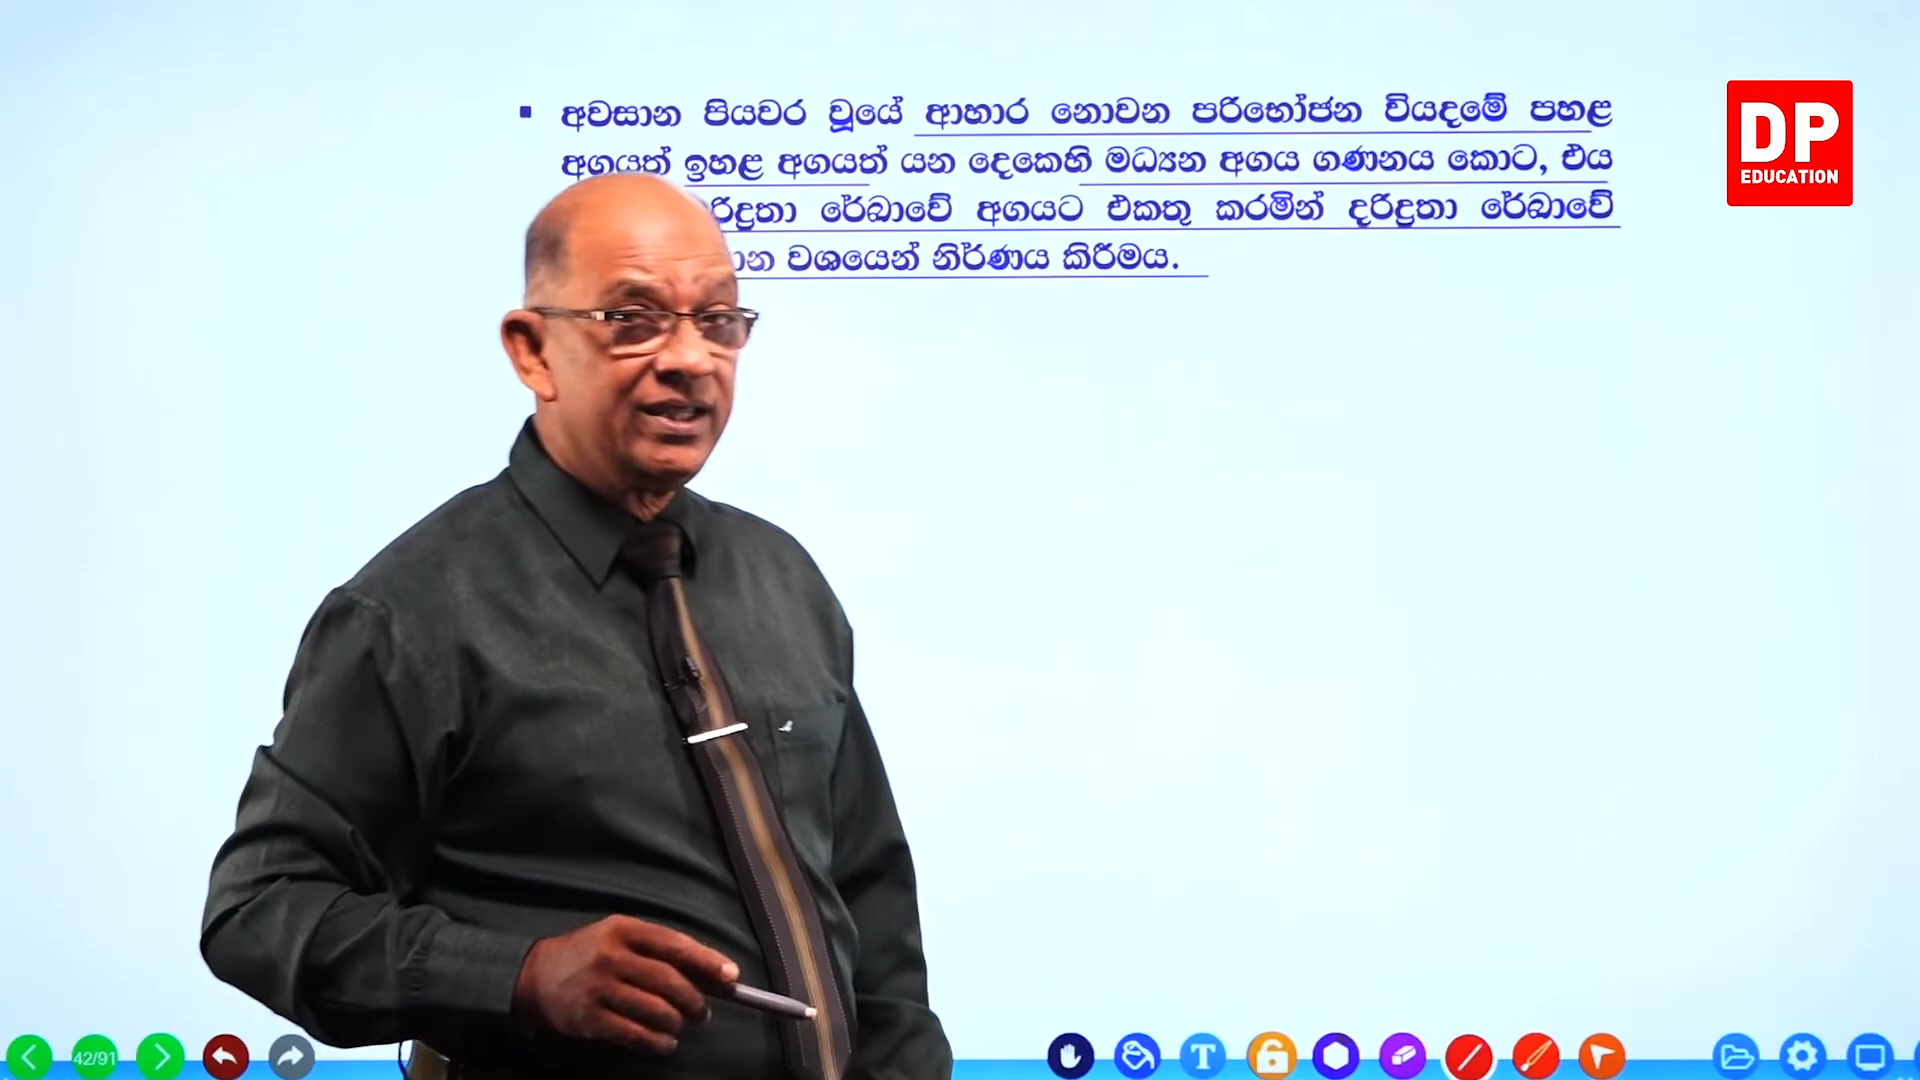 ▪ අවසාන පියවර වූයේ ආහාර නොවන පරිභෝජන වියදමේ පහළ
අගයත් ඉහළ අගයත් යන දෙකෙහි මධ්‍යන අගය ගණනය කොට, එය
රේඛාවේ අගයට එකතු කරමින් දරිද්‍රතා රේඛාවේ
වශයෙන් නිර්ණය කිරීමය.
DP
EDUCATION
42/91
T